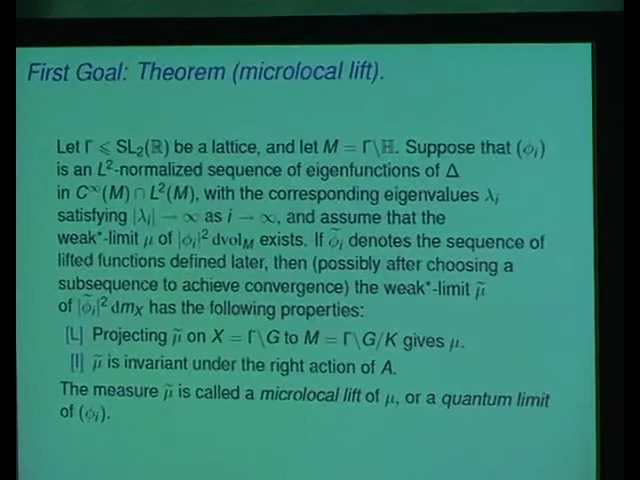 First Goal: Theorem (microlocal lift).
Let Γ ⩽ SL₂(ℝ) be a lattice, and let M = Γ\ℍ. Suppose that (ϕᵢ)
is an L²-normalized sequence of eigenfunctions of Δ
in C^∞(M) ∩ L²(M), with the corresponding eigenvalues λᵢ
satisfying |λᵢ| → ∞ as i → ∞, and assume that the
weak*-limit μ of |ϕᵢ|² dvol_M exists. If ϕ̃ᵢ denotes the sequence of
lifted functions defined later, then (possibly after choosing a
subsequence to achieve convergence) the weak*-limit μ̃
of |ϕ̃ᵢ|² dm_X has the following properties:
[L] Projecting μ̃ on X = Γ\G to M = Γ\G/K gives μ.
[I] μ̃ is invariant under the right action of A.
The measure μ̃ is called a microlocal lift of μ, or a quantum limit
of (ϕᵢ).